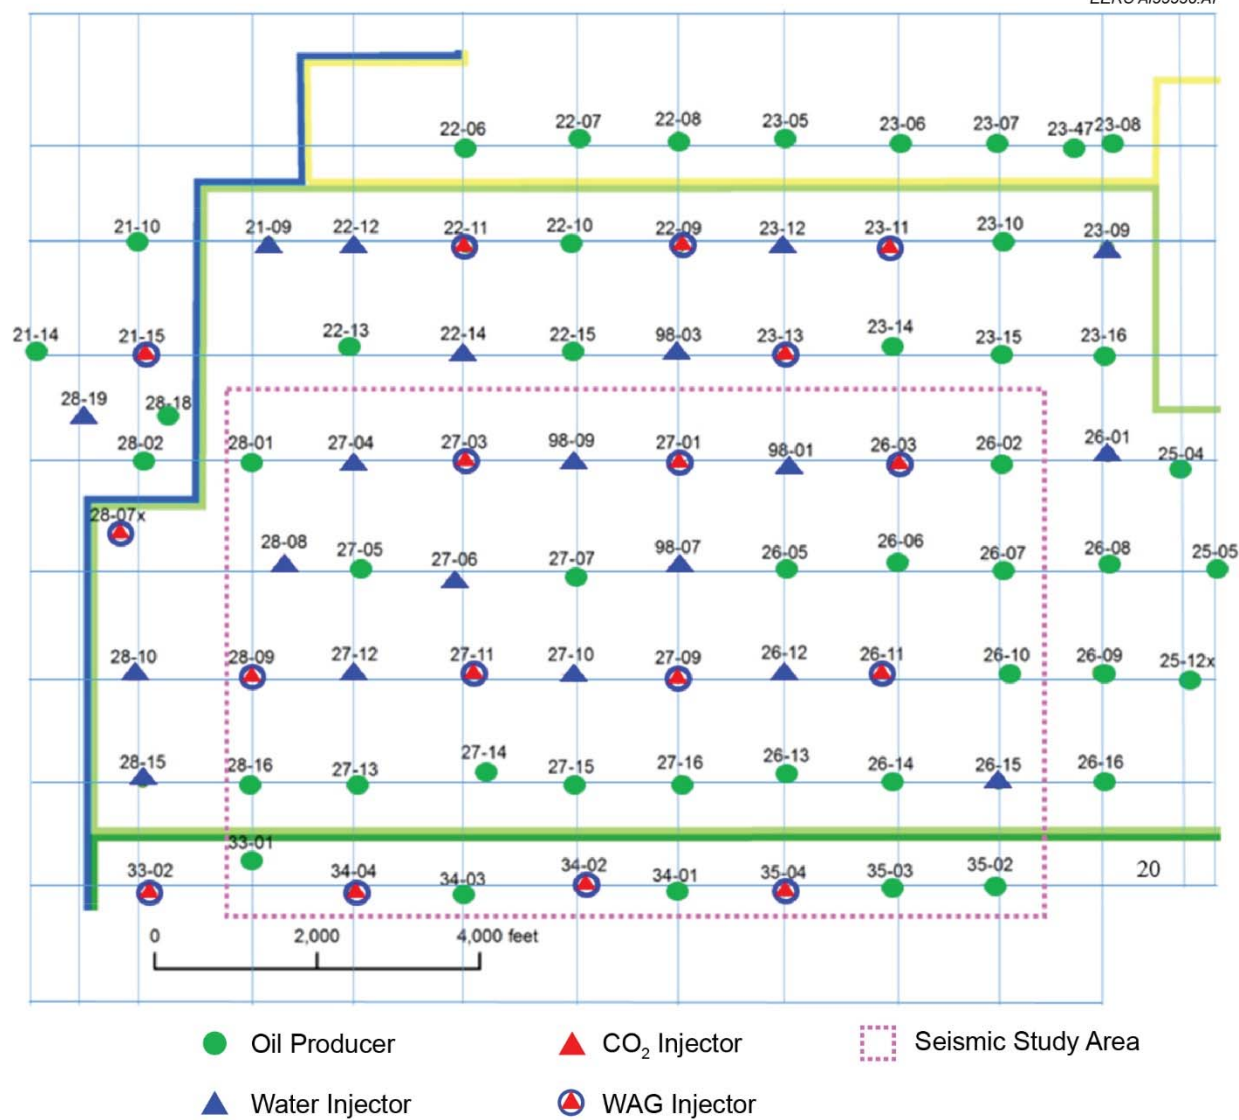 22-06 22-07 22-08 23-05 23-06 23-07 23-47 23-08
21-10 21-09 22-12 22-11 22-10 22-09 23-12 23-11 23-10 23-09
21-14 21-15 22-13 22-14 22-15 98-03 23-13 23-14 23-15 23-16
28-19 28-18
28-02 28-01 27-04 27-03 98-09 27-01 98-01 26-03 26-02 26-01 25-04
28-07x
28-08 27-05 27-06 27-07 98-07 26-05 26-06 26-07 26-08 25-05
28-10 28-09 27-12 27-11 27-10 27-09 26-12 26-11 26-10 26-09 25-12x
28-15 28-16 27-13 27-14 27-15 27-16 26-13 26-14 26-15 26-16
33-01
33-02 34-04 34-03 34-02 34-01 35-04 35-03 35-02 20
0 2,000 4,000 feet
Oil Producer CO₂ Injector Seismic Study Area
Water Injector WAG Injector